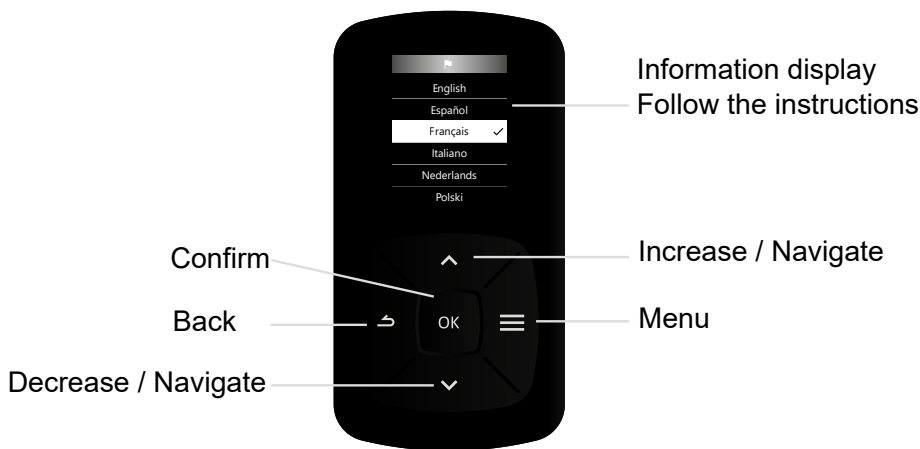 English
Español
Français
Italiano
Nederlands
Polski
Information display
Follow the instructions
Confirm
Increase / Navigate
Back
OK
Menu
Decrease / Navigate